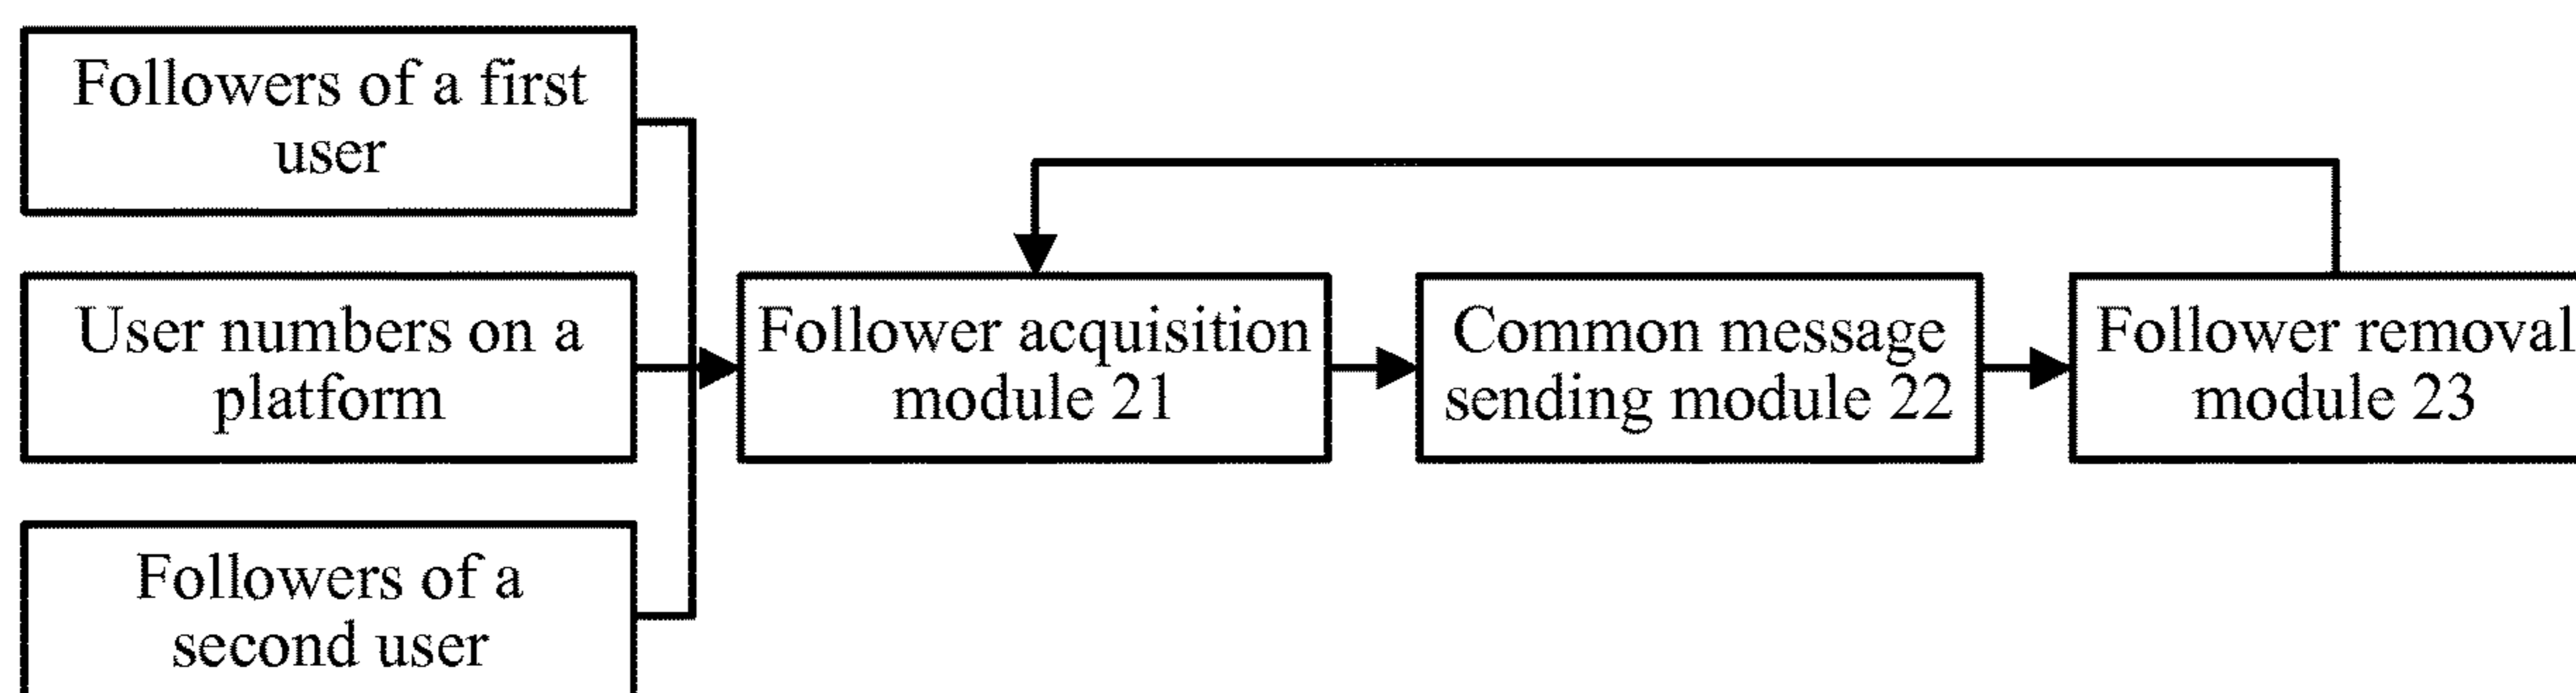 Followers of a first
user
User numbers on a
platform
Followers of a
second user
Follower acquisition
module 21
Common message
sending module 22
Follower removal
module 23